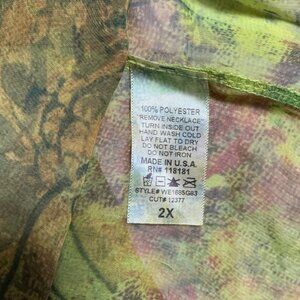 100% POLYESTER
"REMOVE NECKLACE"
TURN INSIDE OUT
HAND WASH COLD
LAY FLAT TO DRY
DO NOT BLEACH
DO NOT IRON
MADE IN U.S.A.
RN# 118181
STYLE# WE1685G83
CUT# 12377
2X